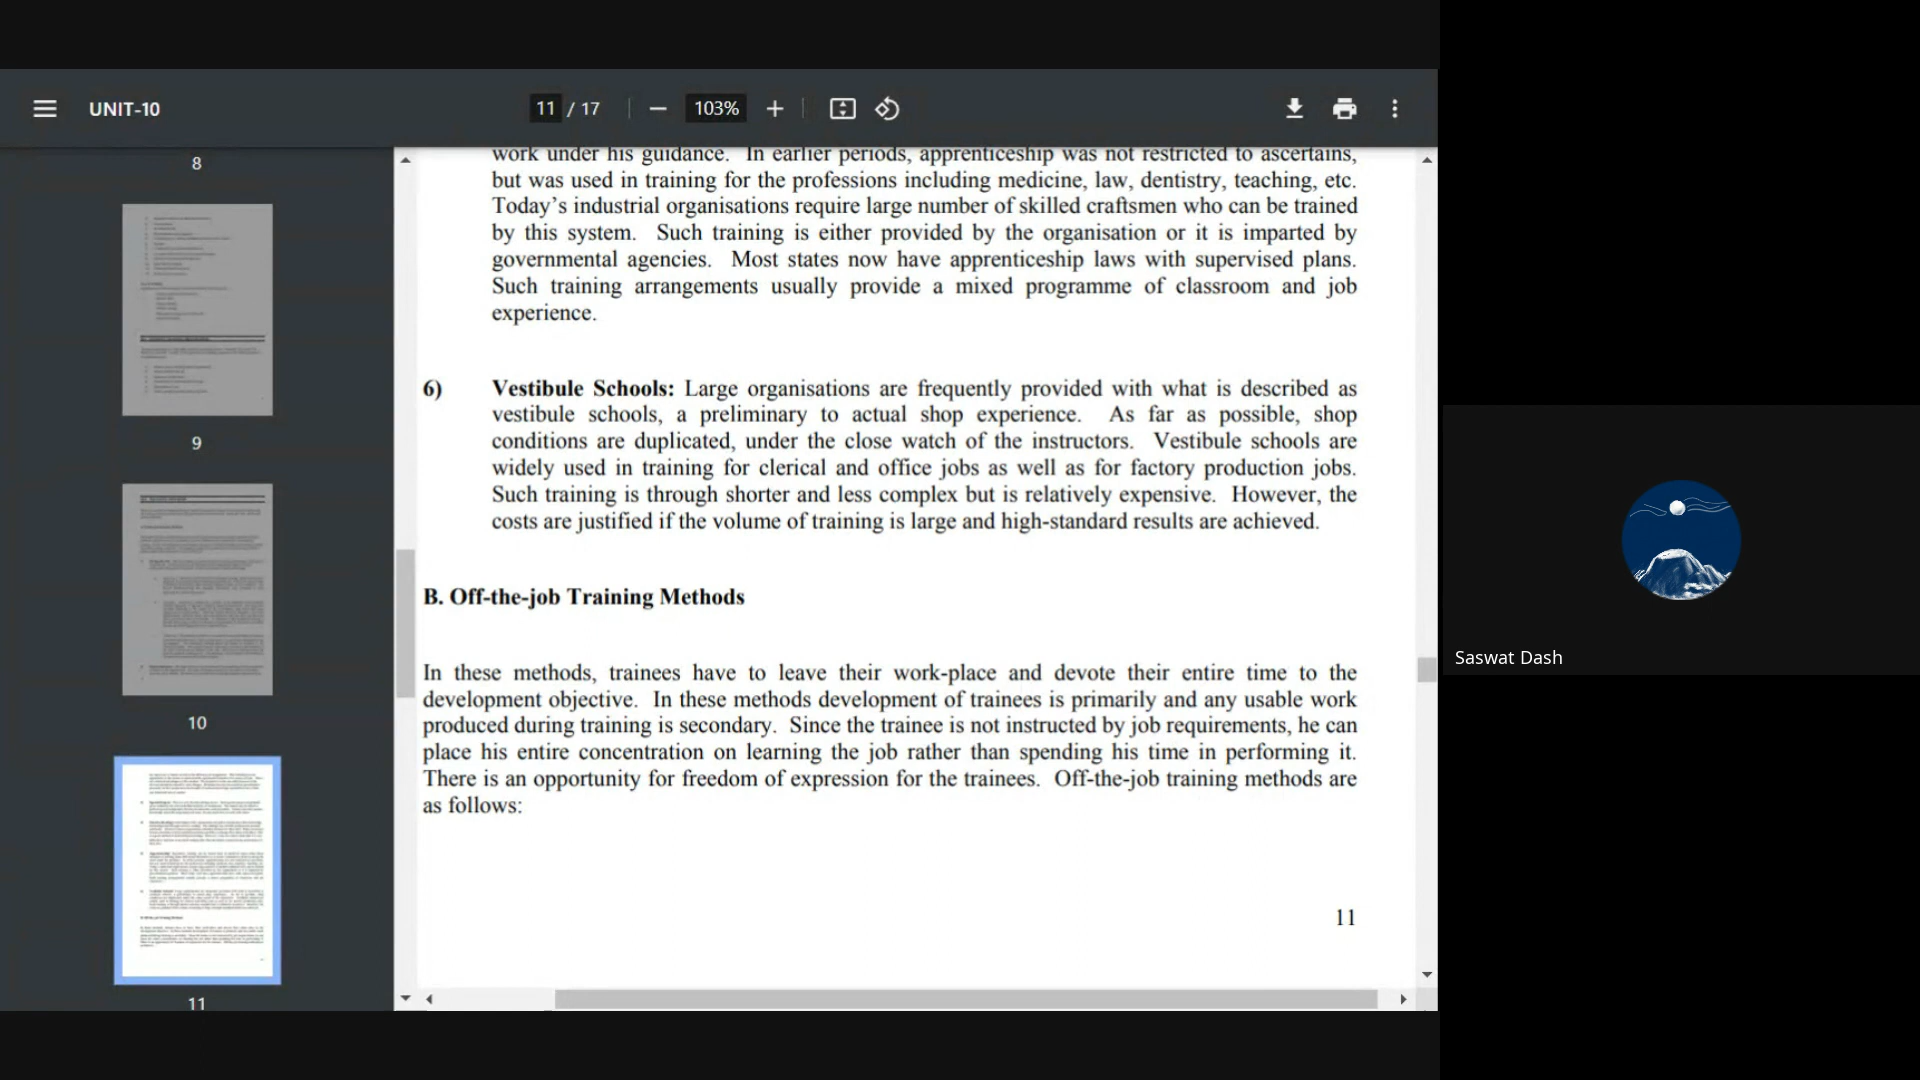 UNIT-10
11 / 17
103%
8
9
10
11
work under his guidance. In earlier periods, apprenticeship was not restricted to ascertains,
but was used in training for the professions including medicine, law, dentistry, teaching, etc.
Today's industrial organisations require large number of skilled craftsmen who can be trained
by this system. Such training is either provided by the organisation or it is imparted by
governmental agencies. Most states now have apprenticeship laws with supervised plans.
Such training arrangements usually provide a mixed programme of classroom and job
experience.
6) Vestibule Schools: Large organisations are frequently provided with what is described as
vestibule schools, a preliminary to actual shop experience. As far as possible, shop
conditions are duplicated, under the close watch of the instructors. Vestibule schools are
widely used in training for clerical and office jobs as well as for factory production jobs.
Such training is through shorter and less complex but is relatively expensive. However, the
costs are justified if the volume of training is large and high-standard results are achieved.
B. Off-the-job Training Methods
In these methods, trainees have to leave their work-place and devote their entire time to the
development objective. In these methods development of trainees is primarily and any usable work
produced during training is secondary. Since the trainee is not instructed by job requirements, he can
place his entire concentration on learning the job rather than spending his time in performing it.
There is an opportunity for freedom of expression for the trainees. Off-the-job training methods are
as follows:
11
Saswat Dash